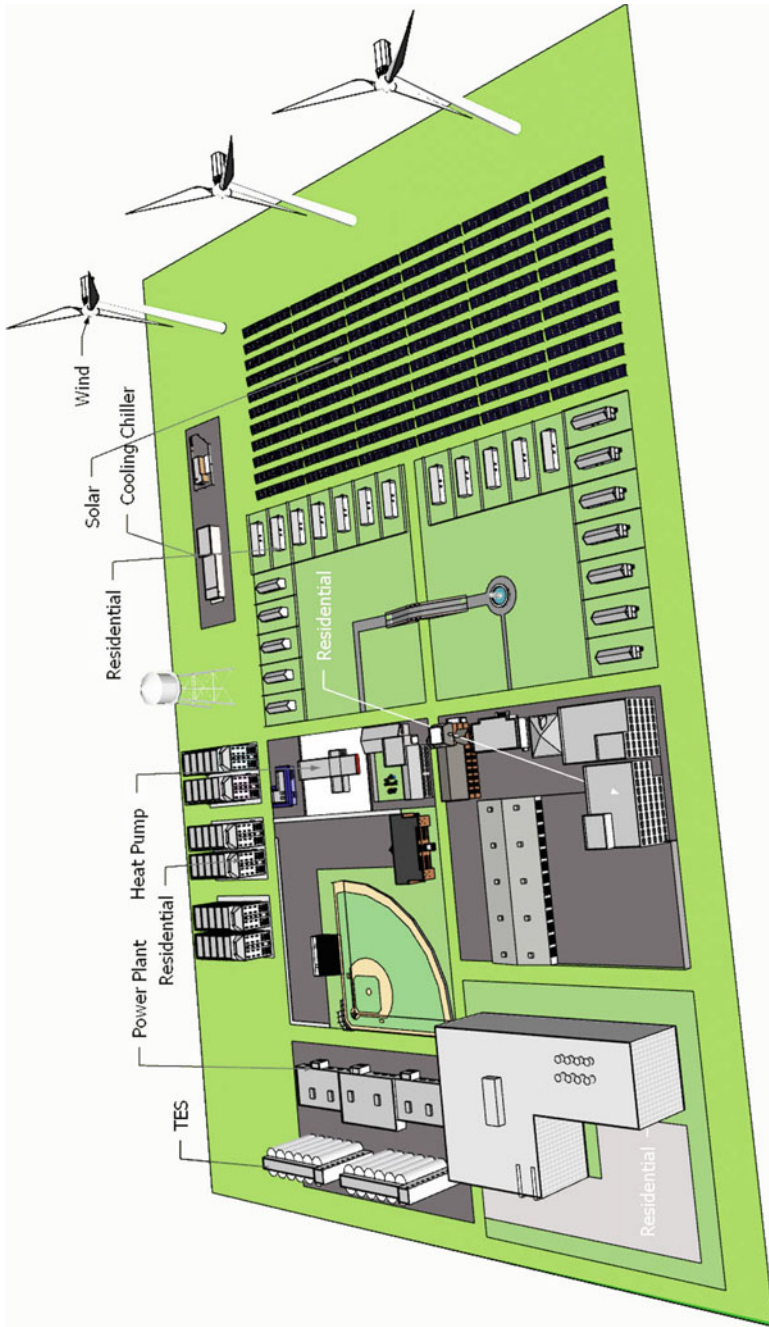 TES
Power Plant
Residential
Heat Pump
Residential
Cooling Chiller
Solar
Wind
Residential
Residential